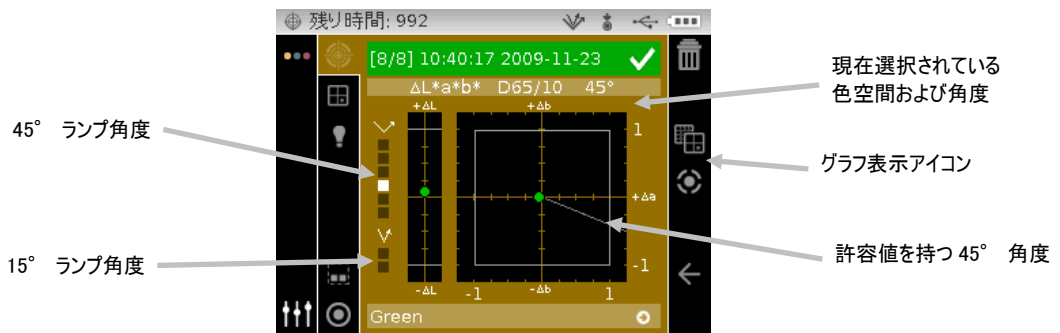 残り時間: 992
[8/8] 10:40:17 2009-11-23
ΔL*a*b* D65/10 45°
+ΔL
+Δb
1
+Δa
-1
-ΔL
-1
-Δb
1
Green
45° ランプ角度
15° ランプ角度
現在選択されている
色空間および角度
グラフ表示アイコン
許容値を持つ 45° 角度